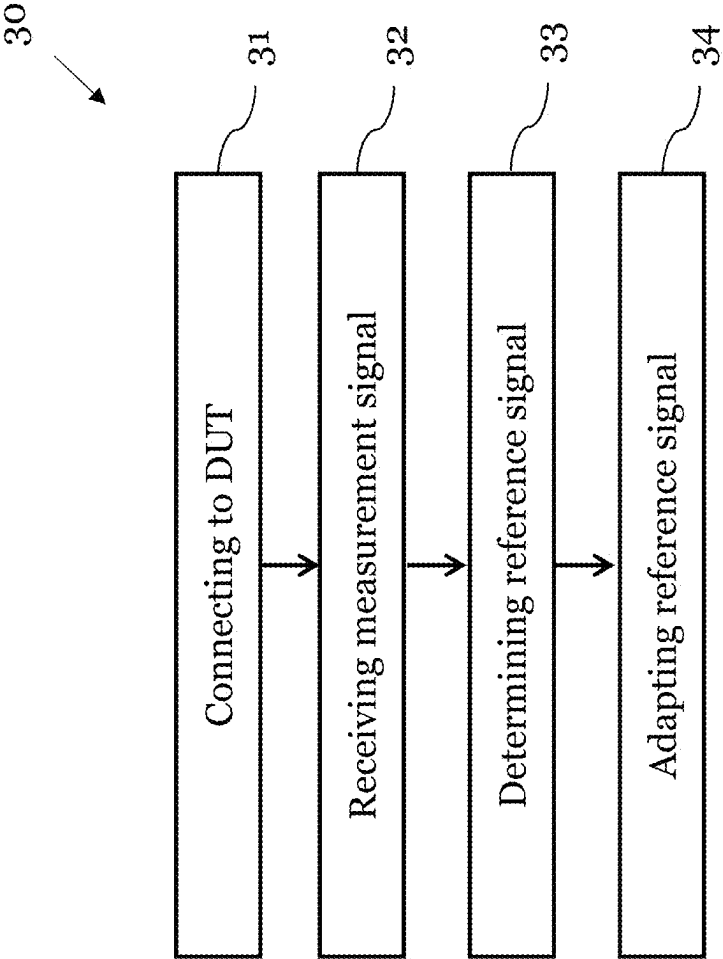 30
Connecting to DUT
31
Receiving measurement signal
32
Determining reference signal
33
Adapting reference signal
34